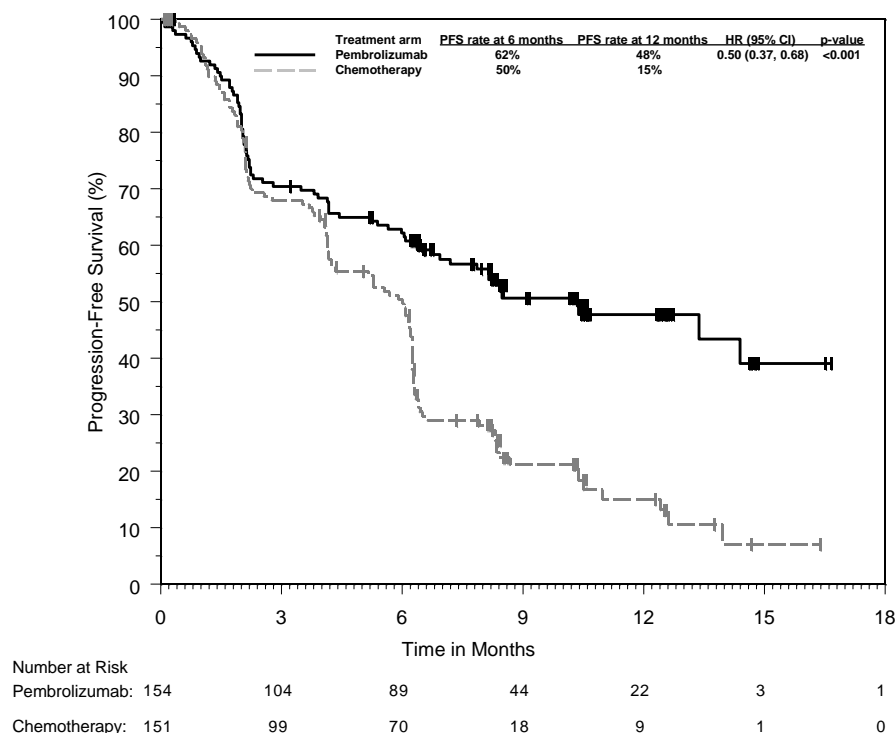 Treatment arm PFS rate at 6 months PFS rate at 12 months HR (95% CI) p-value
Pembrolizumab 62% 48% 0.50 (0.37, 0.68) <0.001
Chemotherapy 50% 15%
100
90
80
70
60
50
40
30
20
10
0
Progression-Free Survival (%)
0 3 6 9 12 15 18
Time in Months
Number at Risk
Pembrolizumab: 154 104 89 44 22 3 1
Chemotherapy: 151 99 70 18 9 1 0